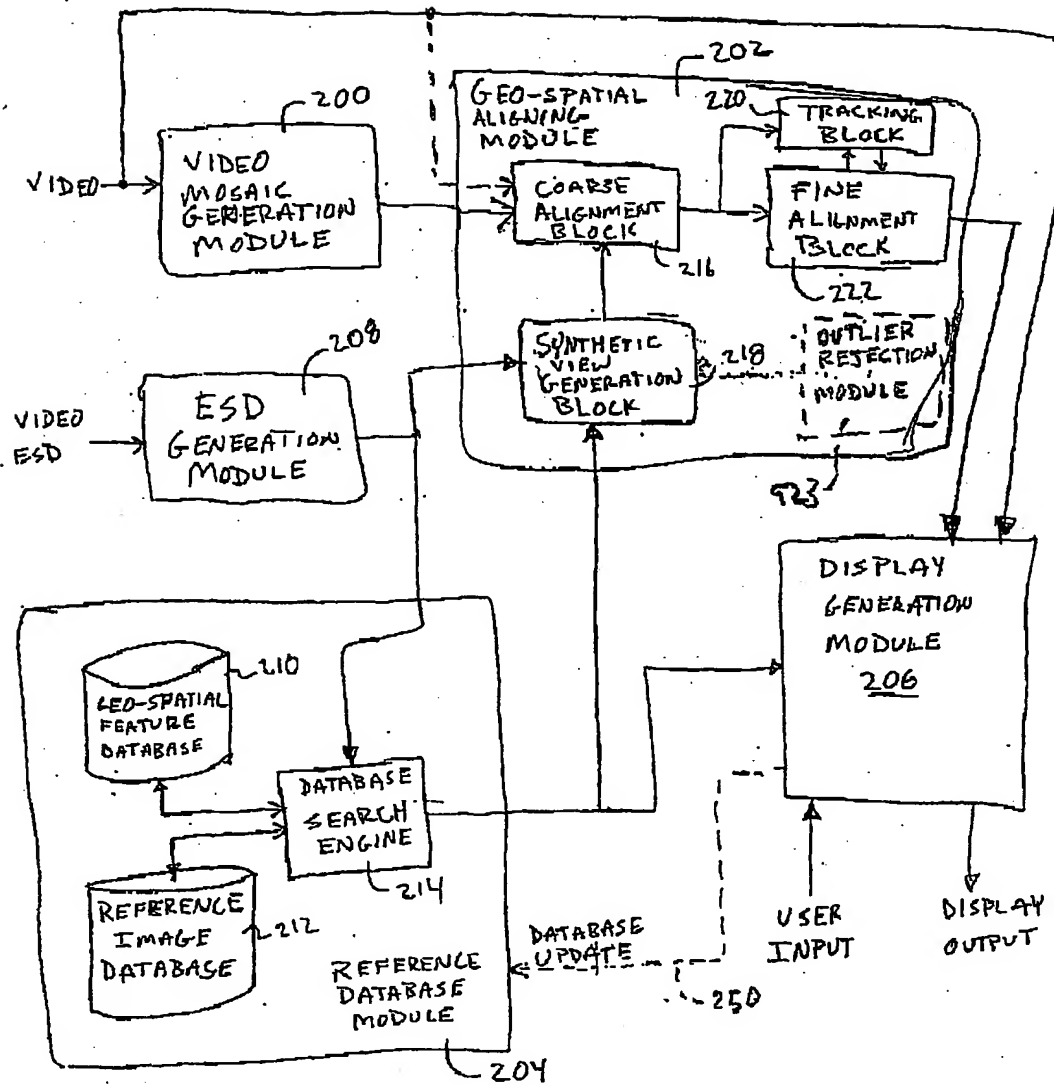 202
200
GEO-SPATIAL
ALIGNING
MODULE
220
TRACKING
BLOCK
VIDEO
VIDEO
MOSAIC
GENERATION
MODULE
COARSE
ALIGNMENT
BLOCK
216
FINE
ALIGNMENT
BLOCK
222
208
VIDEO
ESD
ESD
GENERATION
MODULE
SYNTHETIC
VIEW
GENERATION
BLOCK
218
OUTLIER
REJECTION
MODULE
923
DISPLAY
GENERATION
MODULE
206
210
GEO-SPATIAL
FEATURE
DATABASE
DATABASE
SEARCH
ENGINE
214
REFERENCE
IMAGE
DATABASE
212
REFERENCE
DATABASE
MODULE
204
DATABASE
UPDATE
250
USER
INPUT
DISPLAY
OUTPUT